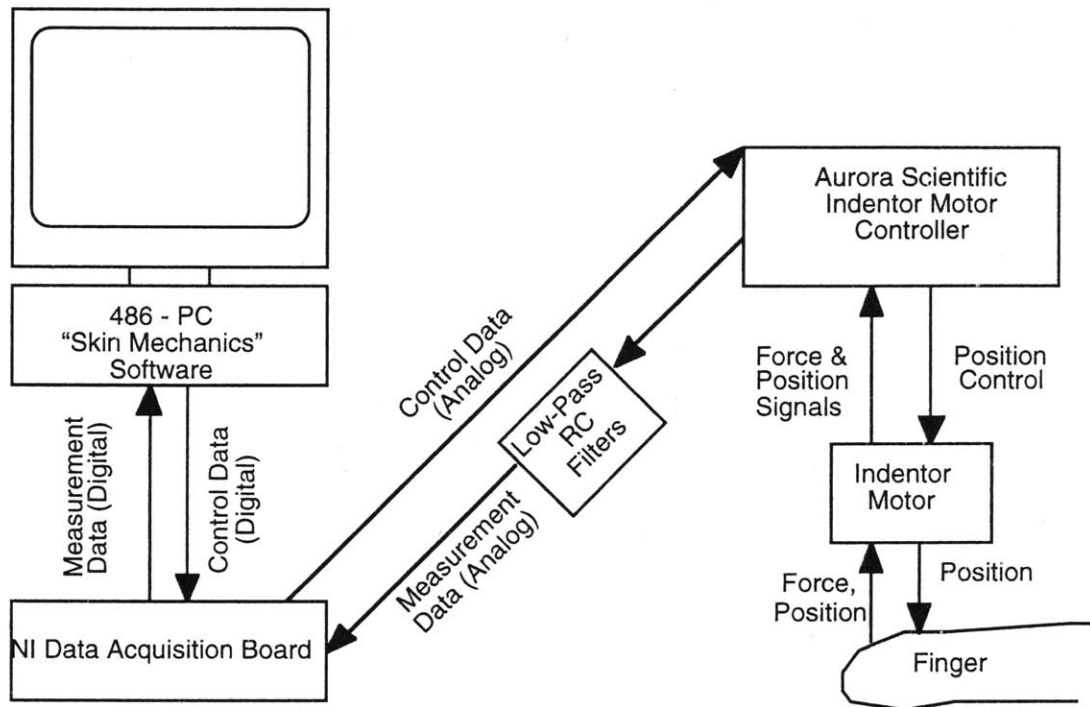 486 - PC
“Skin Mechanics”
Software
Measurement
Data (Digital)
Control Data
(Digital)
NI Data Acquisition Board
Control Data
(Analog)
Low-Pass
RC
Filters
Measurement
Data (Analog)
Aurora Scientific
Indentor Motor
Controller
Force &
Position
Signals
Position
Control
Indentor
Motor
Force,
Position
Position
Finger